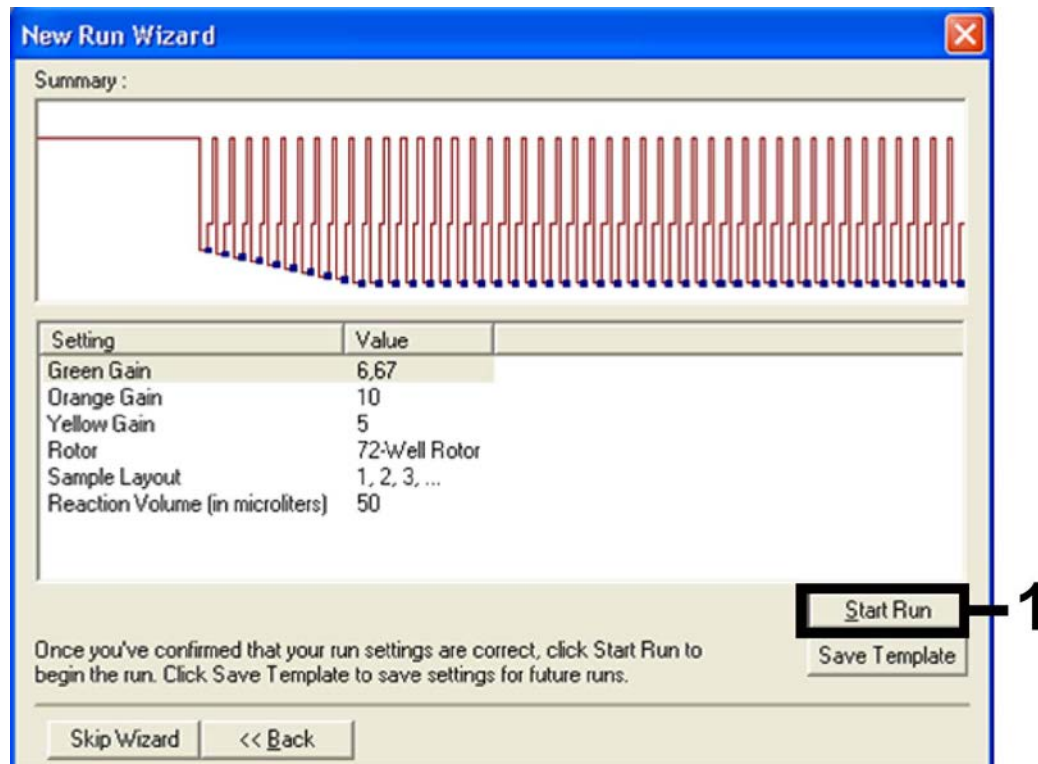 New Run Wizard
Summary :
Setting Value
Green Gain 6,67
Orange Gain 10
Yellow Gain 5
Rotor 72-Well Rotor
Sample Layout 1, 2, 3, ...
Reaction Volume (in microliters) 50
Start Run 1
Once you've confirmed that your run settings are correct, click Start Run to
begin the run. Click Save Template to save settings for future runs.
Save Template
Skip Wizard << Back